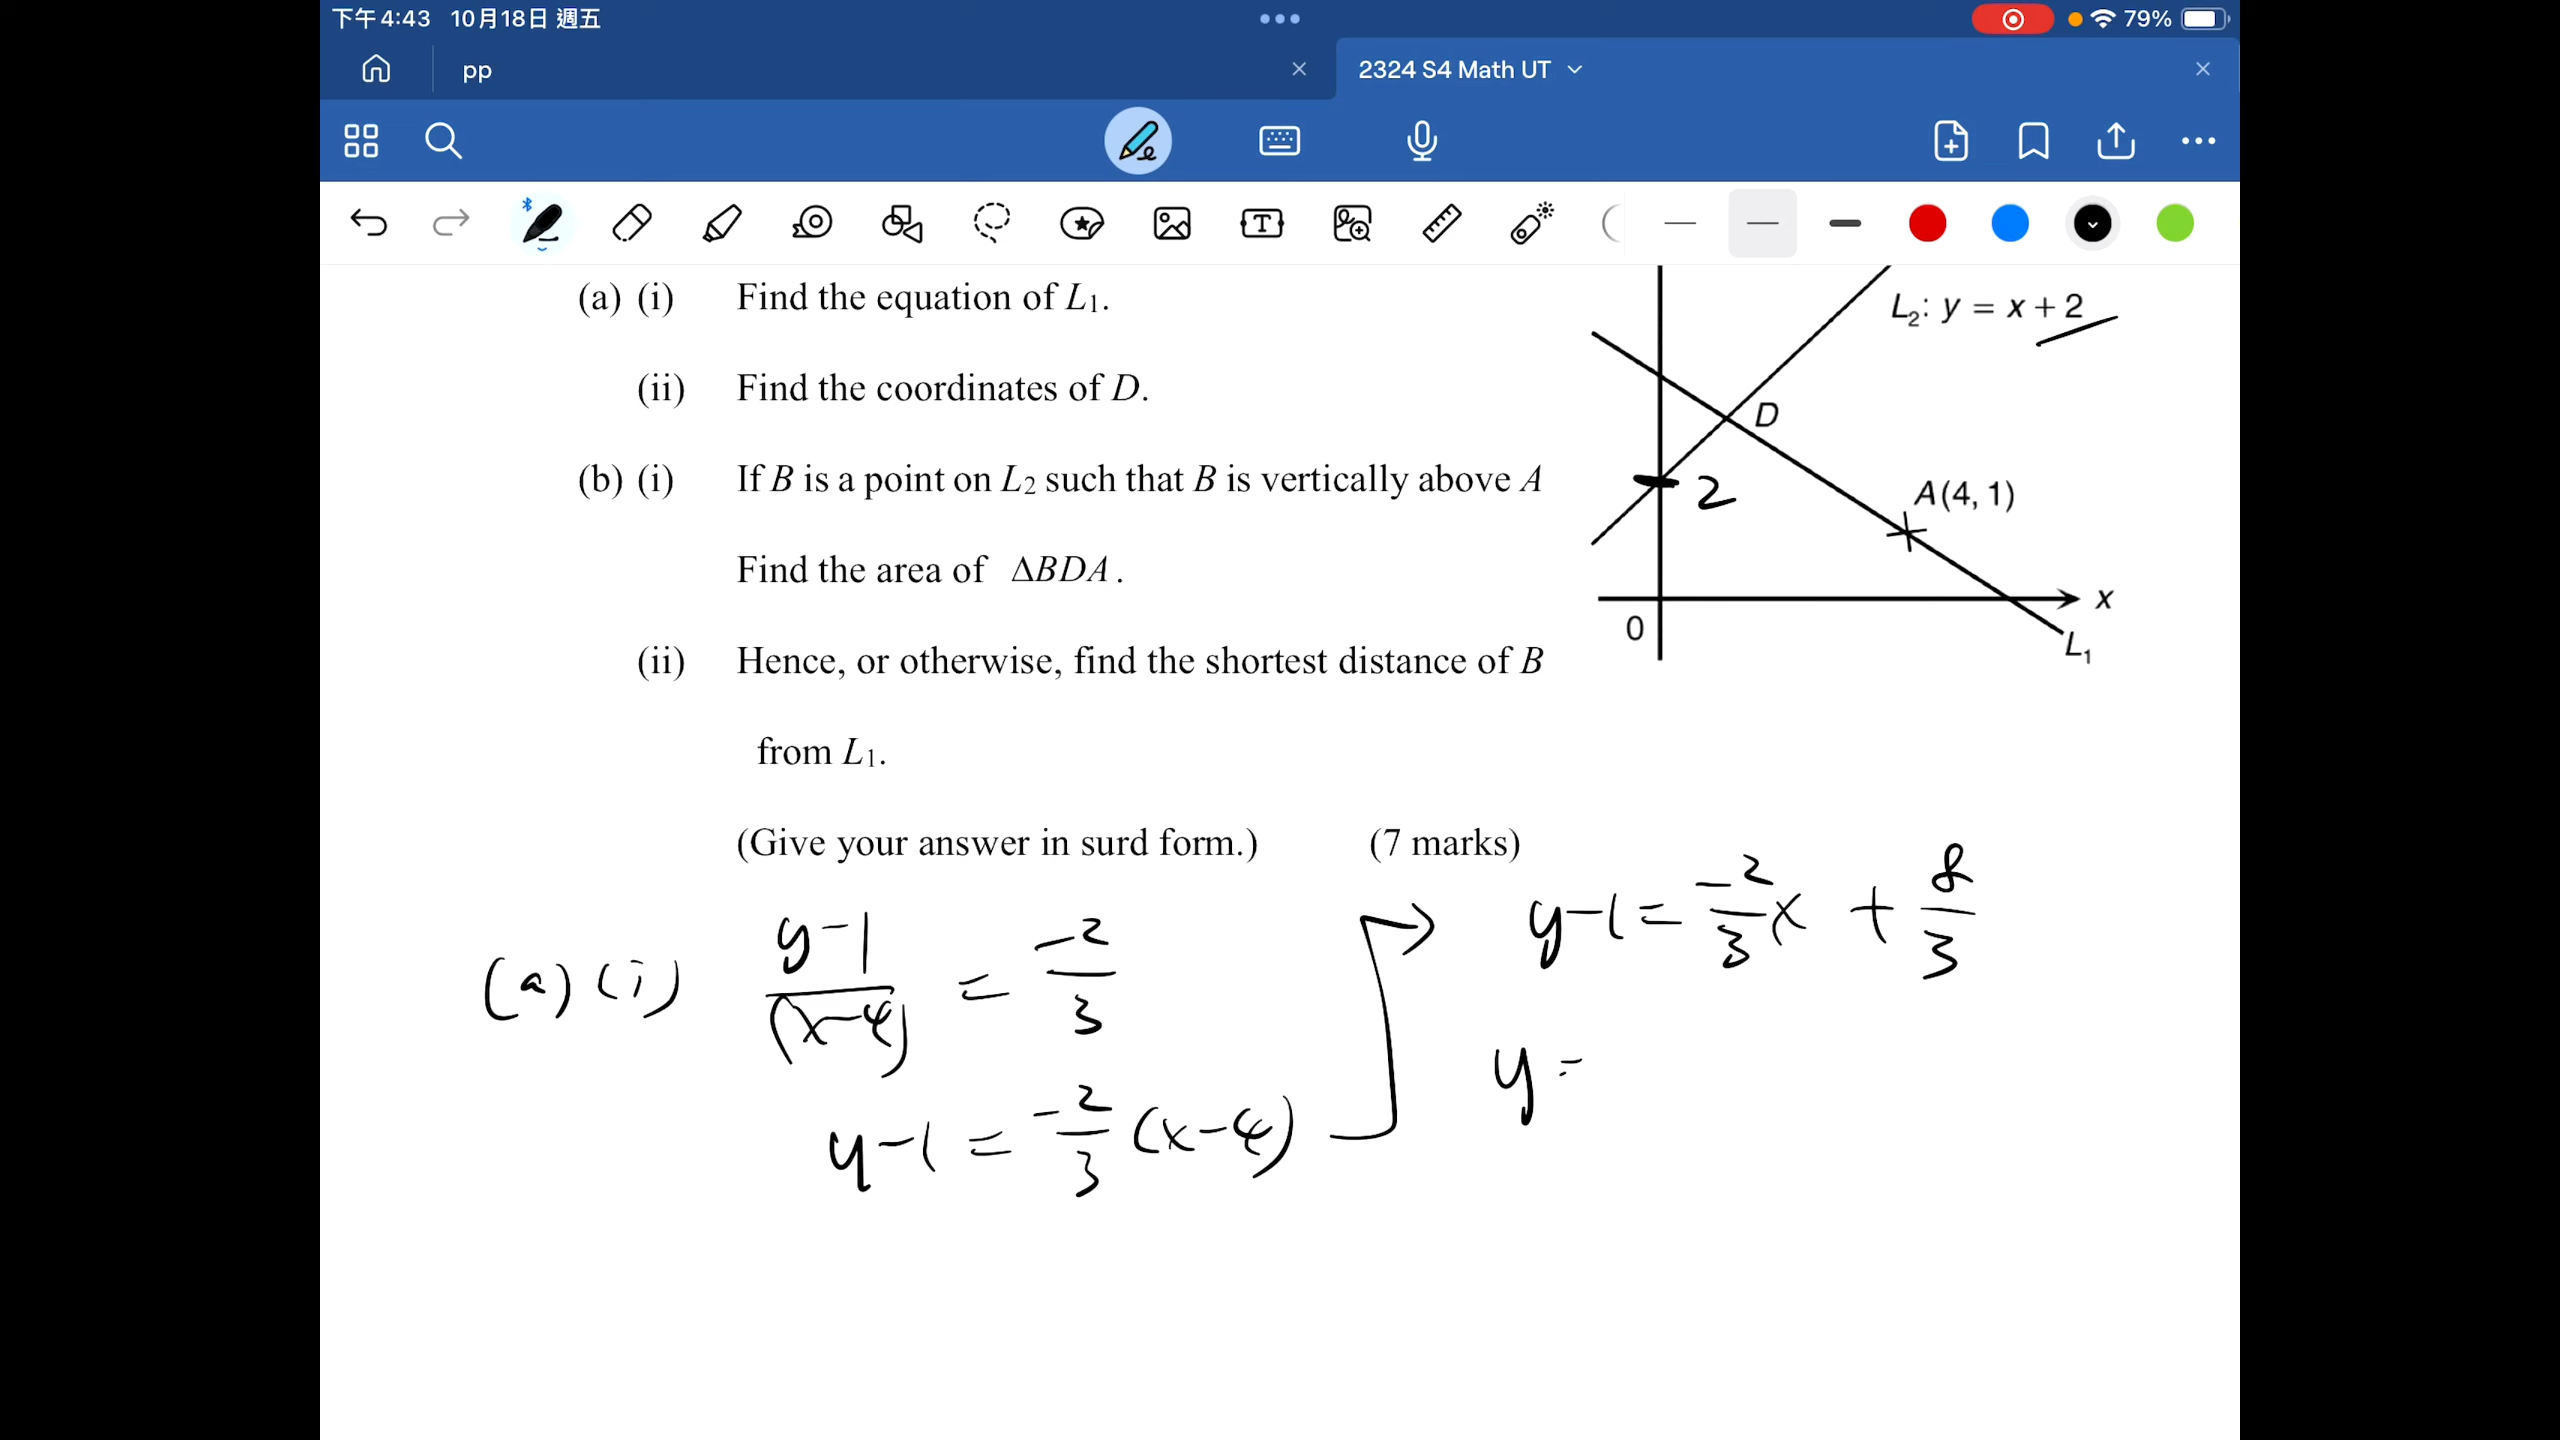 下午4:43 10月18日 週五
79%
pp
2324 S4 Math UT
(a) (i) Find the equation of L₁.
(ii) Find the coordinates of D.
(b) (i) If B is a point on L₂ such that B is vertically above A
Find the area of ΔBDA.
(ii) Hence, or otherwise, find the shortest distance of B
from L₁.
(Give your answer in surd form.) (7 marks)
L₂: y = x + 2
D
2
A(4, 1)
x
0
L₁
(a) (i) (y-1)/(x-4) = -2/3
y-1 = -2/3 (x-4)
y-1 = -2/3 x + 8/3
y =